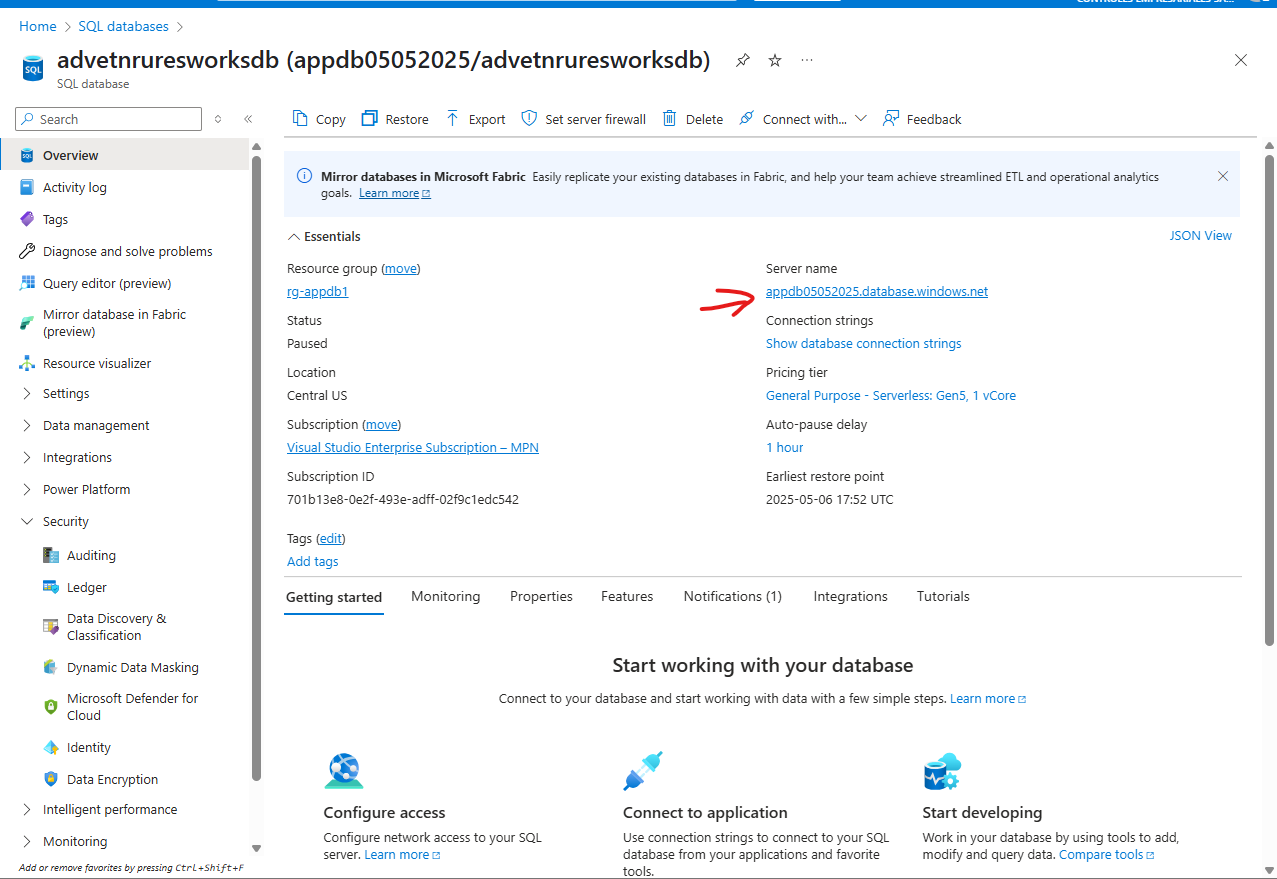 Home > SQL databases >
advetnruresworksdb (appdb05052025/advetnruresworksdb)
SQL
SQL database
Search
Copy Restore Export Set server firewall Delete Connect with... Feedback
Overview
Activity log
Tags
Diagnose and solve problems
Query editor (preview)
Mirror database in Fabric
(preview)
Resource visualizer
Settings
Data management
Integrations
Power Platform
Security
Auditing
Ledger
Data Discovery &
Classification
Dynamic Data Masking
Microsoft Defender for
Cloud
Identity
Data Encryption
Intelligent performance
Monitoring
Add or remove favorites by pressing Ctrl+Shift+F
Mirror databases in Microsoft Fabric Easily replicate your existing databases in Fabric, and help your team achieve streamlined ETL and operational analytics
goals. Learn more
Essentials
JSON View
Resource group (move)
rg-appdb1
Status
Paused
Location
Central US
Subscription (move)
Visual Studio Enterprise Subscription – MPN
Subscription ID
701b13e8-0e2f-493e-adff-02f9c1edc542
Server name
appdb05052025.database.windows.net
Connection strings
Show database connection strings
Pricing tier
General Purpose - Serverless: Gen5, 1 vCore
Auto-pause delay
1 hour
Earliest restore point
2025-05-06 17:52 UTC
Tags (edit)
Add tags
Getting started Monitoring Properties Features Notifications (1) Integrations Tutorials
Start working with your database
Connect to your database and start working with data with a few simple steps. Learn more
Configure access
Configure network access to your SQL
server. Learn more
Connect to application
Use connection strings to connect to your SQL
database from your applications and favorite
tools.
Start developing
Work in your database by using tools to add,
modify and query data. Compare tools